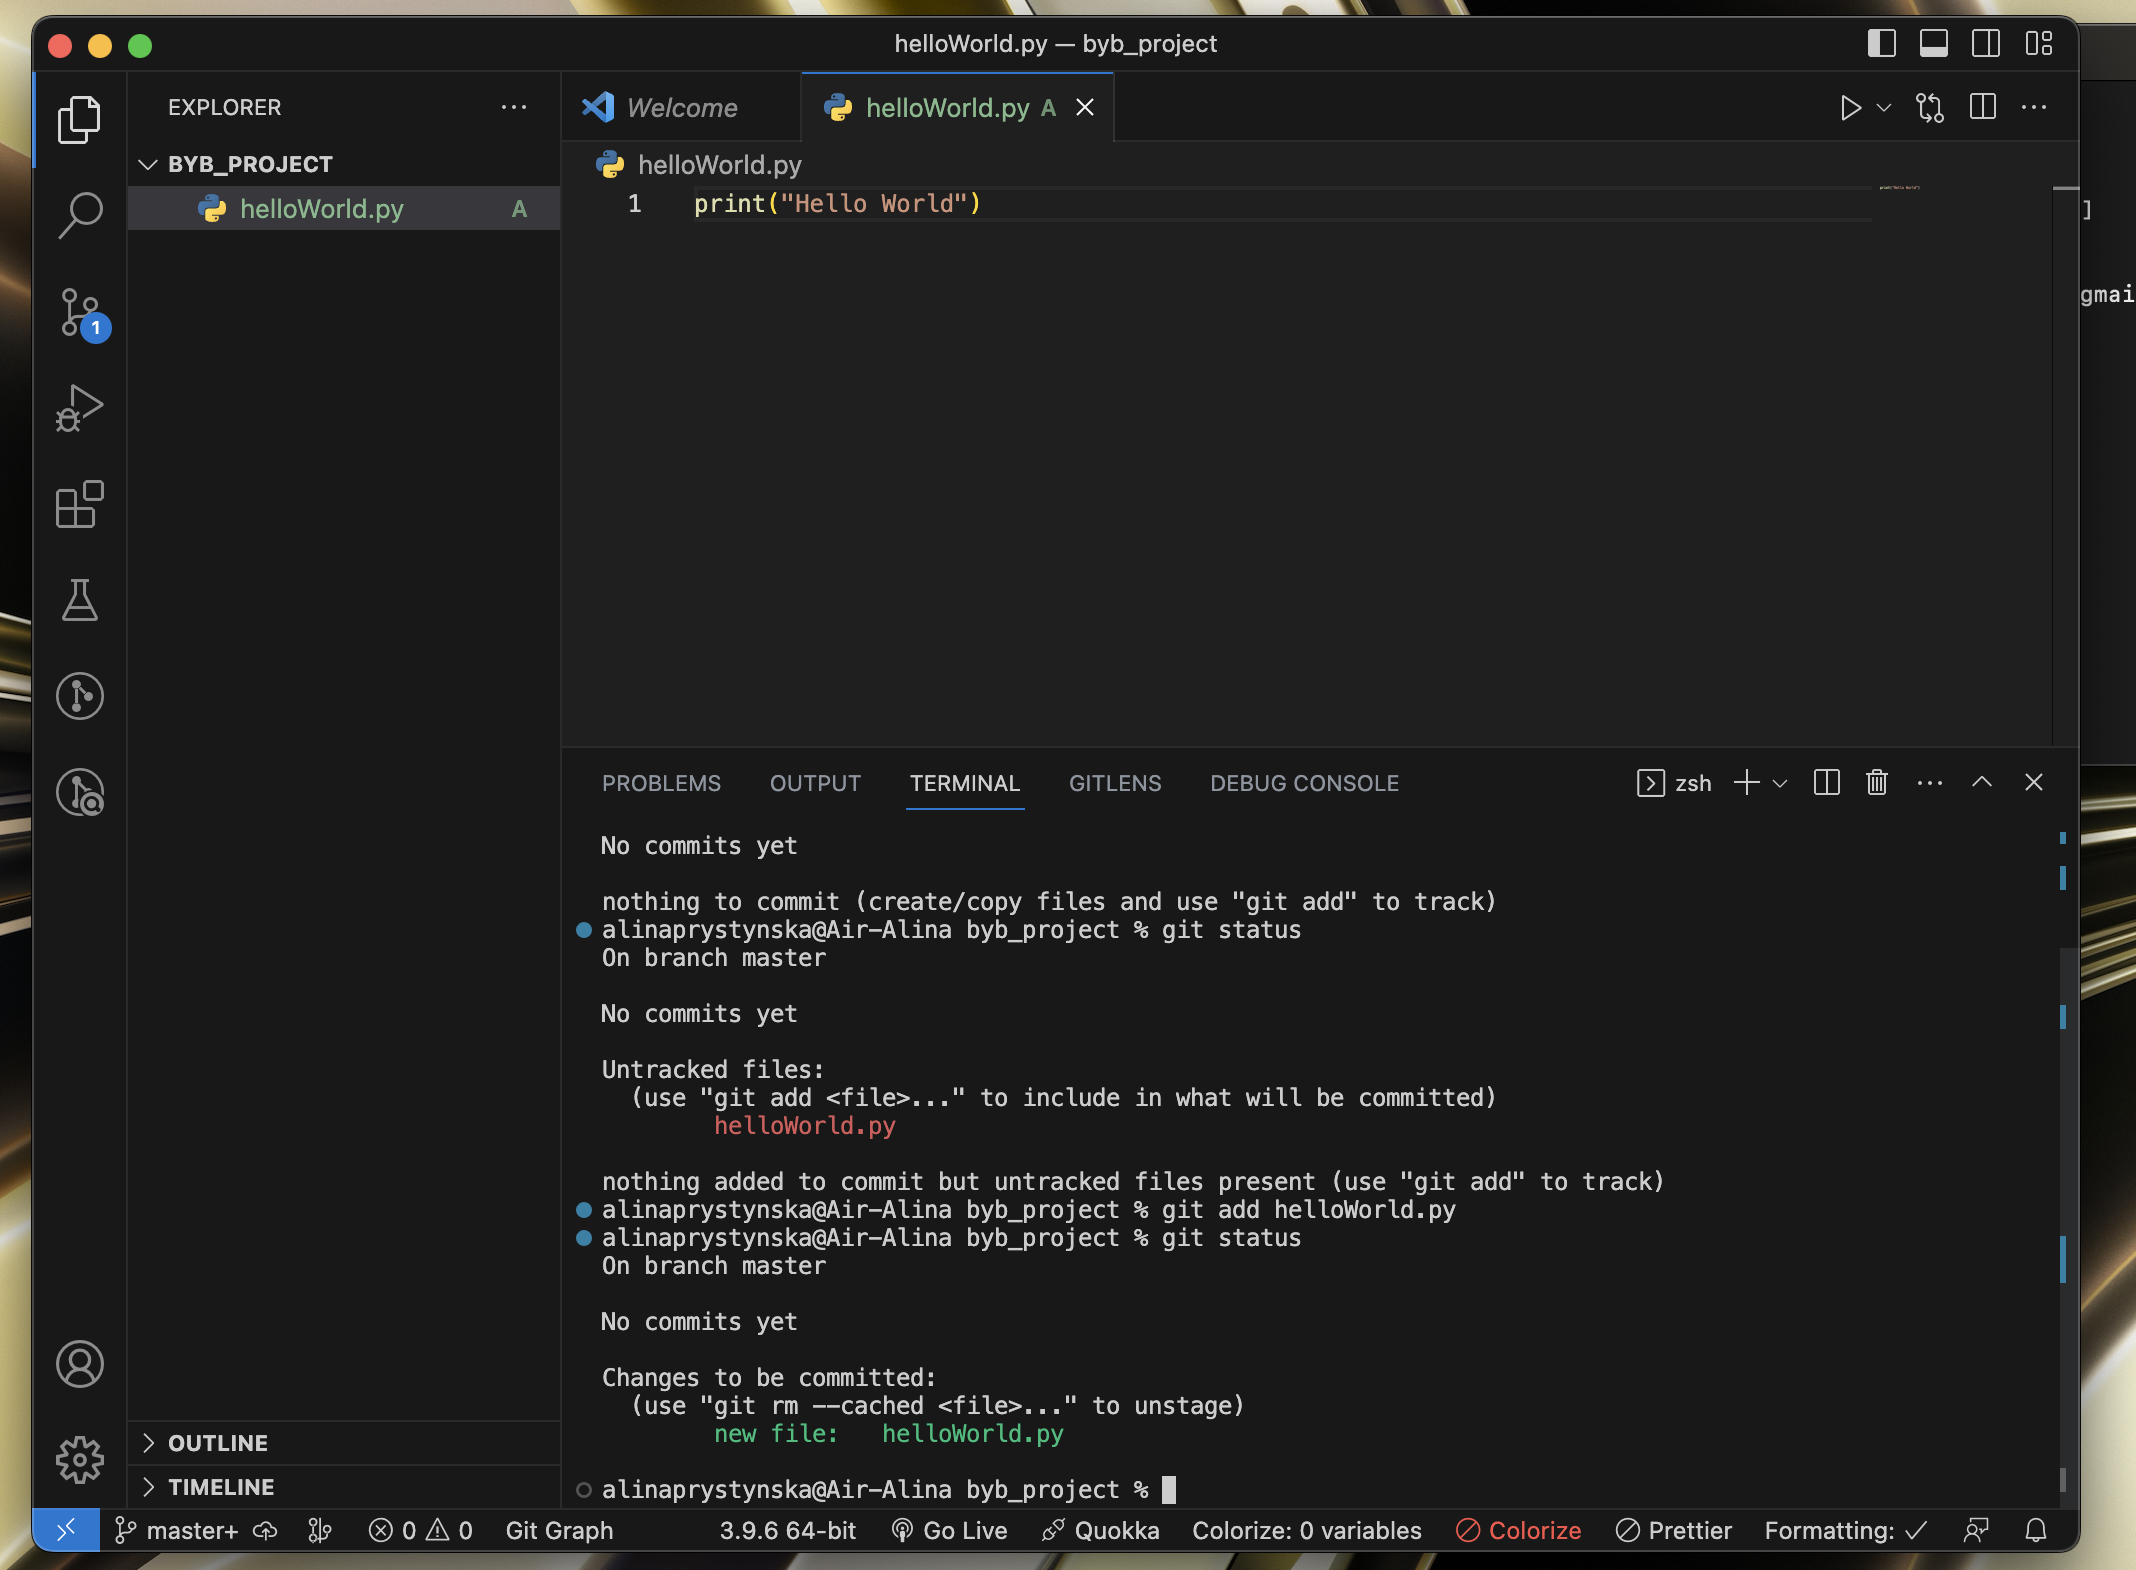 helloWorld.py — byb_project
EXPLORER
BYB_PROJECT
helloWorld.py A
1
Welcome
helloWorld.py A
helloWorld.py
1 print("Hello World")
]
gmai
PROBLEMS OUTPUT TERMINAL GITLENS DEBUG CONSOLE zsh
No commits yet
nothing to commit (create/copy files and use "git add" to track)
alinaprystynska@Air-Alina byb_project % git status
On branch master
No commits yet
Untracked files:
(use "git add <file>..." to include in what will be committed)
helloWorld.py
nothing added to commit but untracked files present (use "git add" to track)
alinaprystynska@Air-Alina byb_project % git add helloWorld.py
alinaprystynska@Air-Alina byb_project % git status
On branch master
No commits yet
Changes to be committed:
(use "git rm --cached <file>..." to unstage)
new file: helloWorld.py
alinaprystynska@Air-Alina byb_project %
OUTLINE
TIMELINE
master+ 0 0 Git Graph 3.9.6 64-bit Go Live Quokka Colorize: 0 variables Colorize Prettier Formatting: ✓